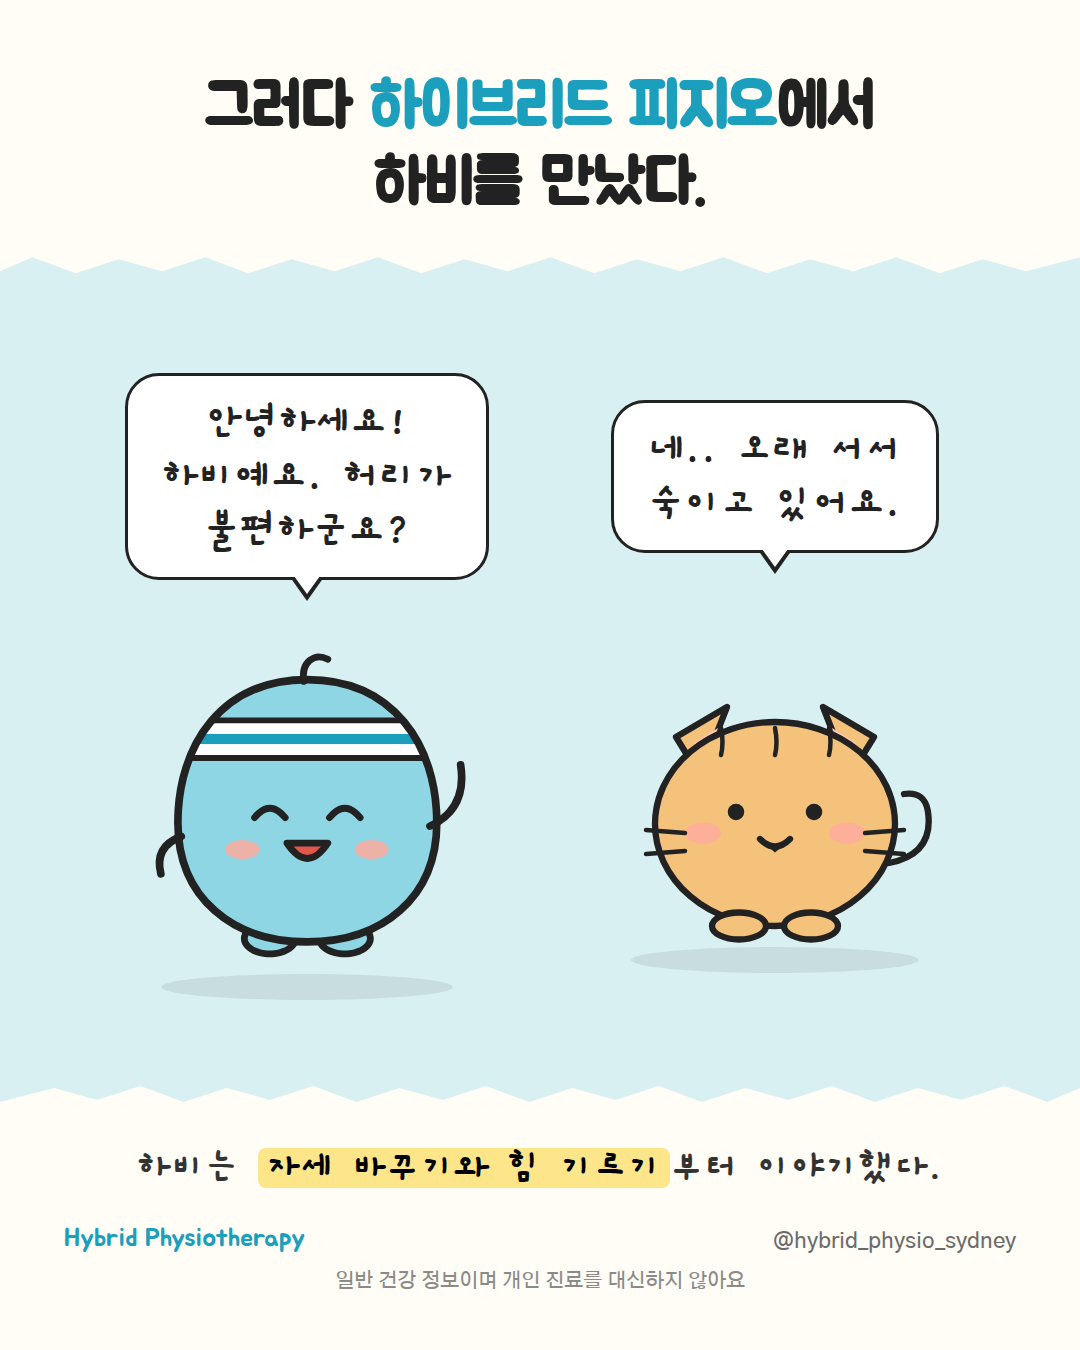 그러다 하이브리드 피지오에서
하비를 만났다.
안녕하세요!
하비예요. 허리가
불편하군요?
네.. 오래 서서
숙이고 있어요.
하비는 자세 바꾸기와 힘 기르기부터 이야기했다.
Hybrid Physiotherapy
@hybrid_physio_sydney
일반 건강 정보이며 개인 진료를 대신하지 않아요